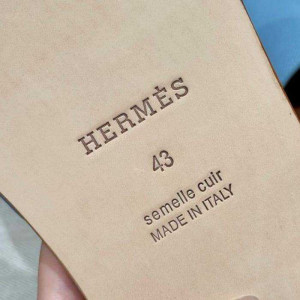 HERMÈS
43
semelle cuir
MADE IN ITALY